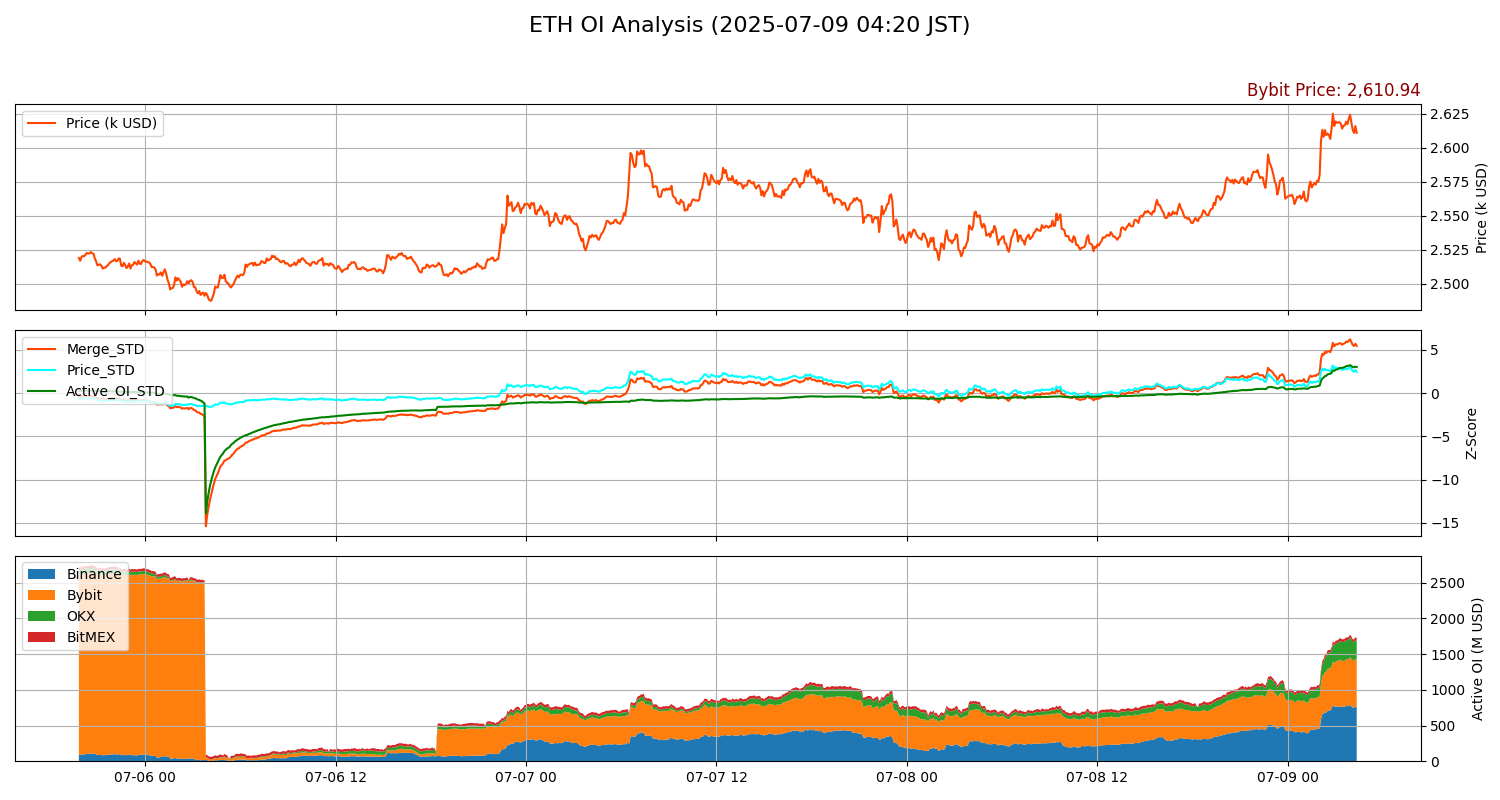 ETH OI Analysis (2025-07-09 04:20 JST)
Bybit Price: 2,610.94
Price (k USD)
2.625
2.600
2.575
2.550
2.525
2.500
Price (k USD)
Merge_STD
Price_STD
Active_OI_STD
5
0
−5
−10
−15
Z-Score
Binance
Bybit
OKX
BitMEX
2500
2000
1500
1000
500
0
Active OI (M USD)
07-06 00
07-06 12
07-07 00
07-07 12
07-08 00
07-08 12
07-09 00